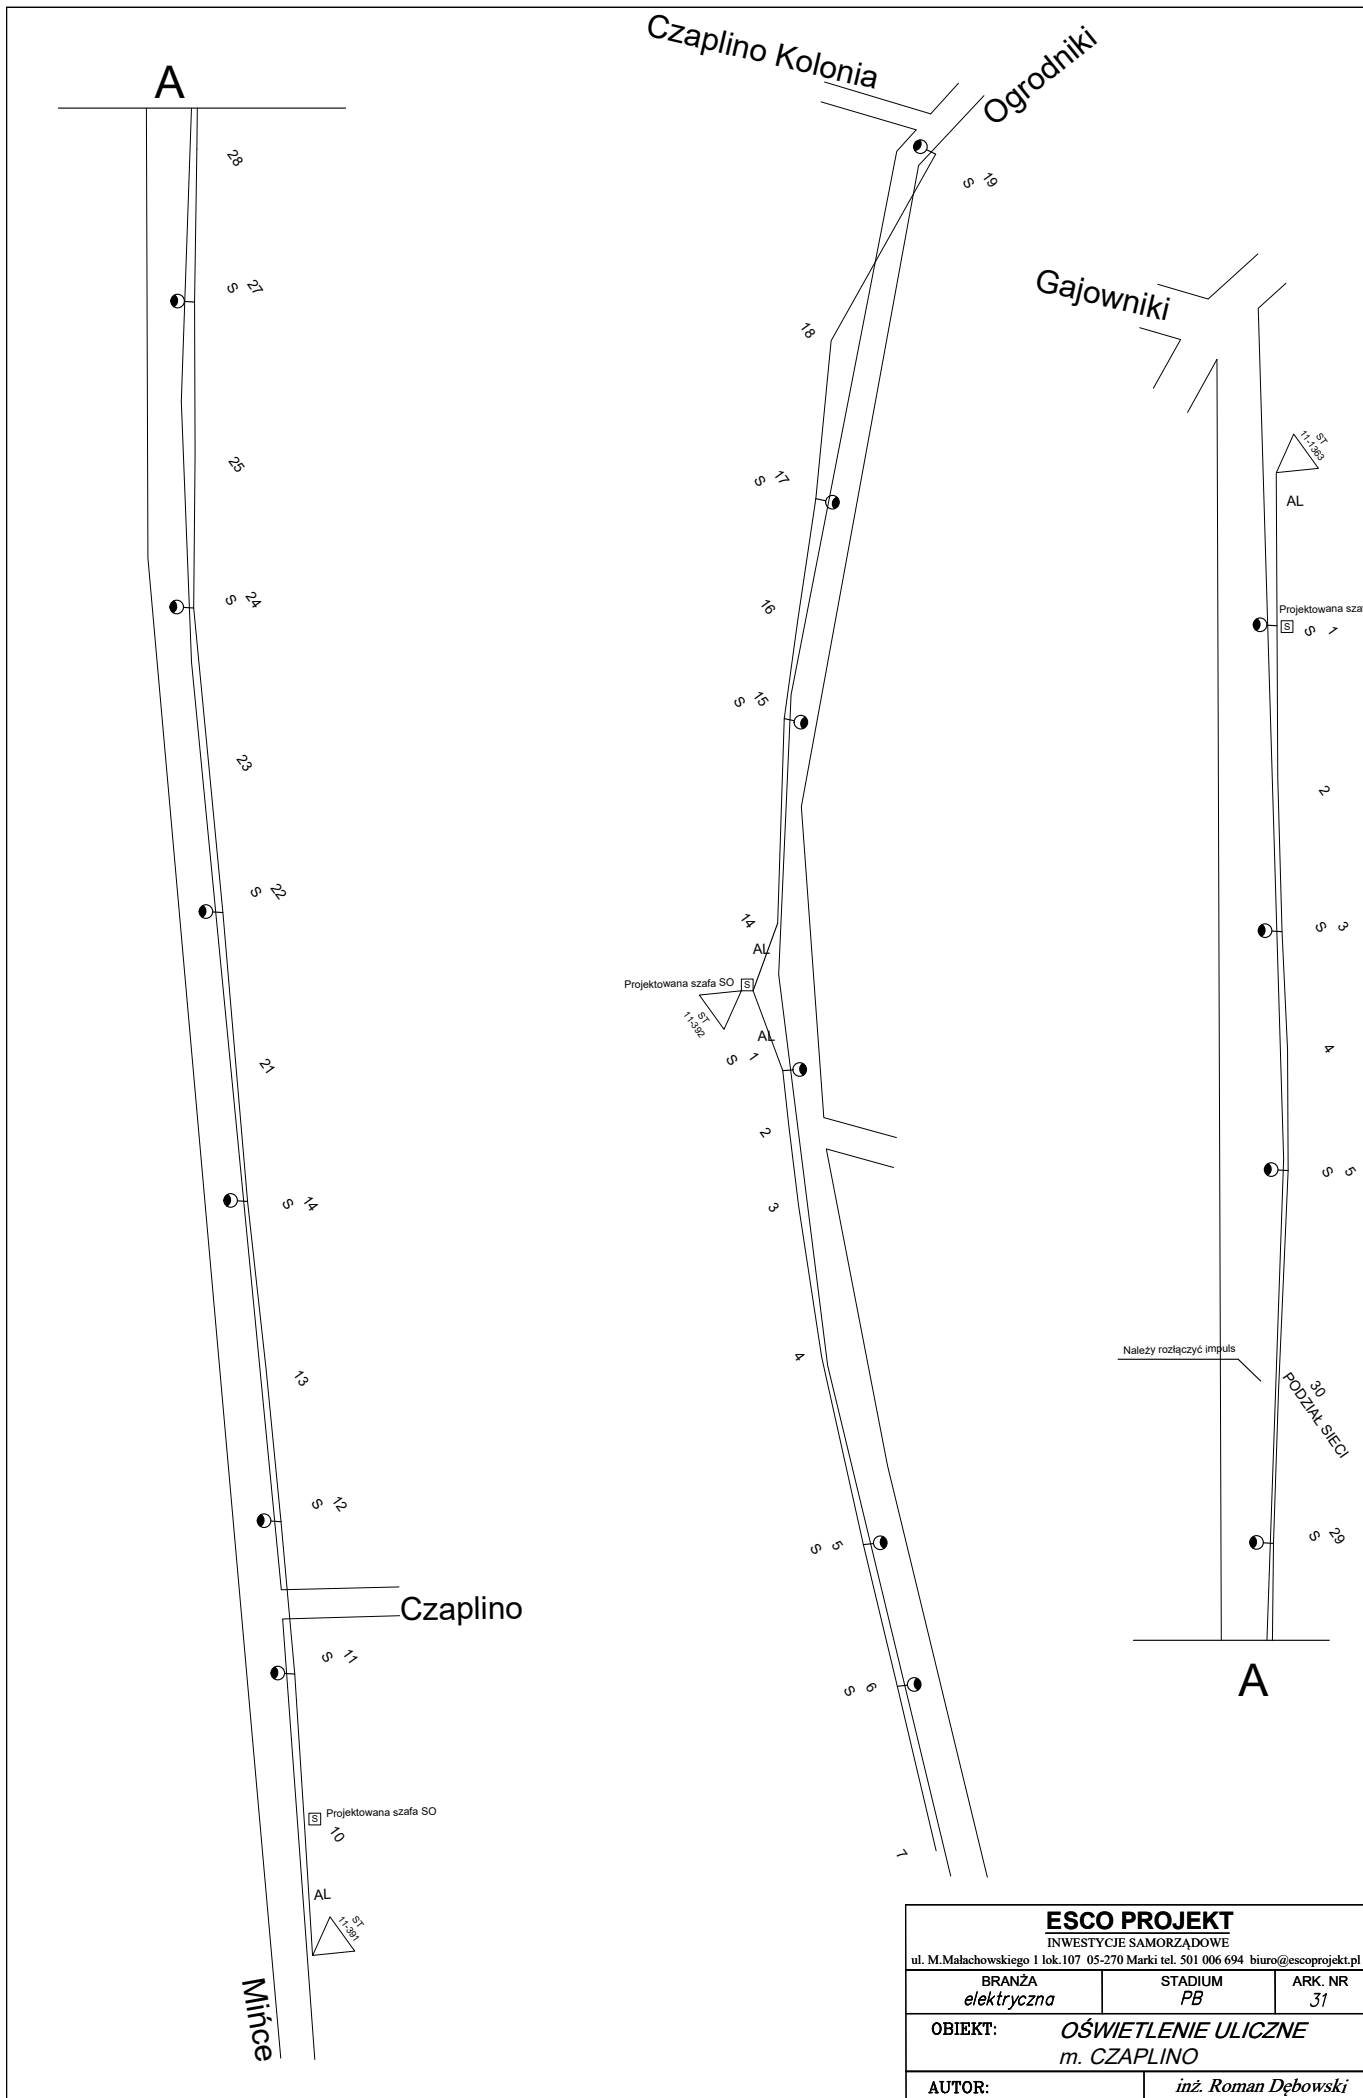 A
28
S 27
25
S 24
23
S 22
21
S 14
13
S 12
Czaplino
S 11
S
Projektowana szafa SO
10
AL
ST
11-391
Mińce
Czaplino Kolonia
Ogrodniki
S 19
18
S 17
16
S 15
14
AL
Projektowana szafa SO
S
ST
11-392
AL
S 1
2
3
4
S 5
S 6
7
Gajowniki
ST
11-1363
AL
Projektowana
S
S 1
2
S 3
4
S 5
Należy rozłączyć impuls
30
PODZIAŁ SIECI
S 29
A
ESCO PROJEKT
INWESTYCJE SAMORZĄDOWE
ul. M.Małachowskiego 1 lok.107 05-270 Marki tel. 501 006 694 biuro@escoprojekt.pl
BRANŻA
elektryczna
STADIUM
PB
ARK. NR
31
OBIEKT: OŚWIETLENIE ULICZNE
m. CZAPLINO
AUTOR: inż. Roman Dębowski